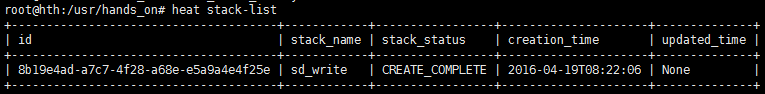 root@hth:/usr/hands_on# heat stack-list
+--------------------------------------+------------+-----------------+---------------------+--------------+
| id                                   | stack_name | stack_status    | creation_time       | updated_time |
+--------------------------------------+------------+-----------------+---------------------+--------------+
| 8b19e4ad-a7c7-4f28-a68e-e5a9a4e4f25e | sd_write   | CREATE_COMPLETE | 2016-04-19T08:22:06 | None         |
+--------------------------------------+------------+-----------------+---------------------+--------------+